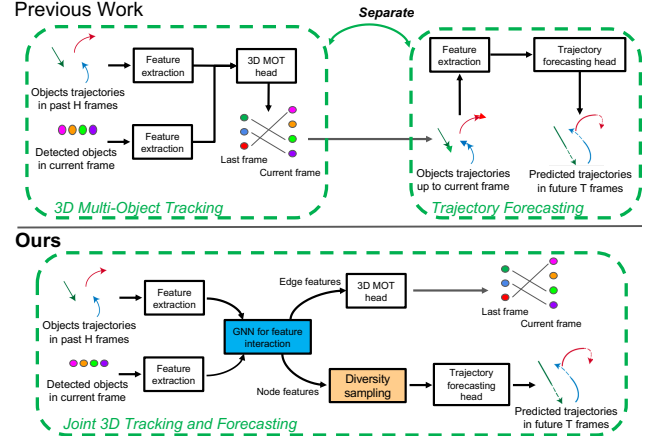 Previous Work
Separate
Feature
extraction
3D MOT
head
Objects trajectories
in past H frames
Feature
extraction
Detected objects
in current frame
Last frame
Current frame
3D Multi-Object Tracking
Feature
extraction
Trajectory
forecasting head
Objects trajectories
up to current frame
Predicted trajectories
in future T frames
Trajectory Forecasting
Ours
Feature
extraction
Objects trajectories
in past H frames
Feature
extraction
Detected objects
in current frame
GNN for feature
interaction
Edge features
3D MOT
head
Last frame
Current frame
Node features
Diversity
sampling
Trajectory
forecasting
head
Predicted trajectories
in future T frames
Joint 3D Tracking and Forecasting